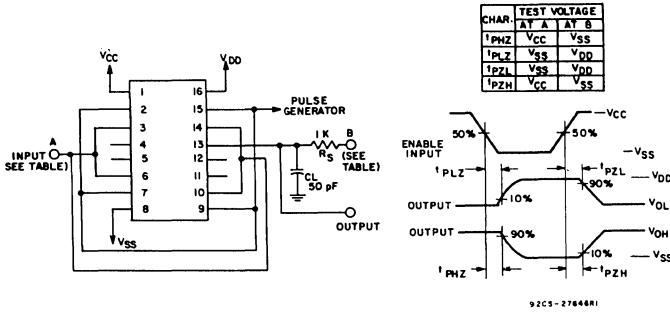 CHAR. TEST VOLTAGE
AT A AT B
tPHZ VCC VSS
tPLZ VSS VDD
tPZL VSS VDD
tPZH VCC VSS
VCC VDD
1 16
2 15
3 14
4 13
5 12
6 11
7 10
8 9
PULSE
GENERATOR
A
INPUT
SEE TABLE)
1 K
RS
B
(SEE
TABLE)
CL
50 pF
OUTPUT
VSS
ENABLE
INPUT
50% 50%
VCC
VSS
tPLZ tPZL
VDD
90%
10%
OUTPUT
VOL
OUTPUT
VOH
90%
10%
VSS
tPHZ tPZH
92CS-27646R1